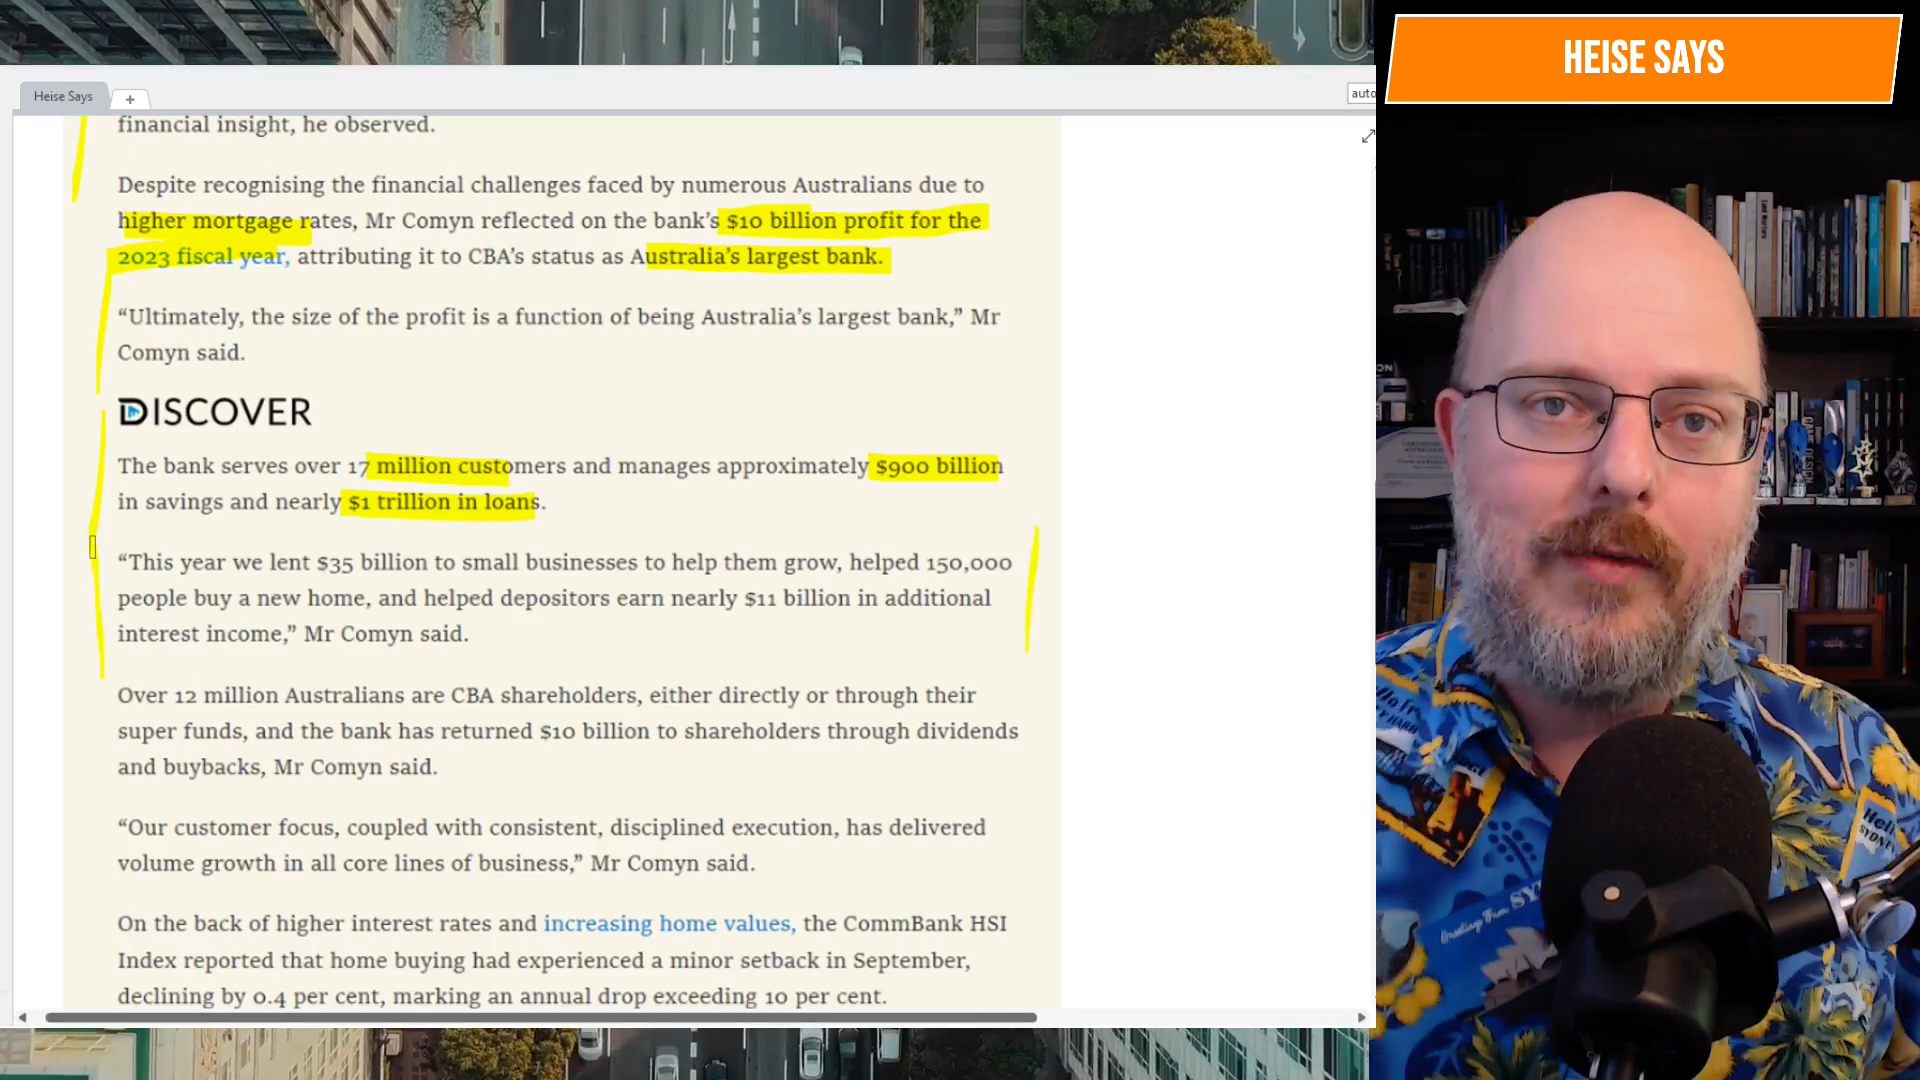 HEISE SAYS
Heise Says
+
auto
financial insight, he observed.
Despite recognising the financial challenges faced by numerous Australians due to
higher mortgage rates, Mr Comyn reflected on the bank’s $10 billion profit for the
2023 fiscal year, attributing it to CBA’s status as Australia’s largest bank.
“Ultimately, the size of the profit is a function of being Australia’s largest bank,” Mr
Comyn said.
DISCOVER
The bank serves over 17 million customers and manages approximately $900 billion
in savings and nearly $1 trillion in loans.
“This year we lent $35 billion to small businesses to help them grow, helped 150,000
people buy a new home, and helped depositors earn nearly $11 billion in additional
interest income,” Mr Comyn said.
Over 12 million Australians are CBA shareholders, either directly or through their
super funds, and the bank has returned $10 billion to shareholders through dividends
and buybacks, Mr Comyn said.
“Our customer focus, coupled with consistent, disciplined execution, has delivered
volume growth in all core lines of business,” Mr Comyn said.
On the back of higher interest rates and increasing home values, the CommBank HSI
Index reported that home buying had experienced a minor setback in September,
declining by 0.4 per cent, marking an annual drop exceeding 10 per cent.
Greetings From